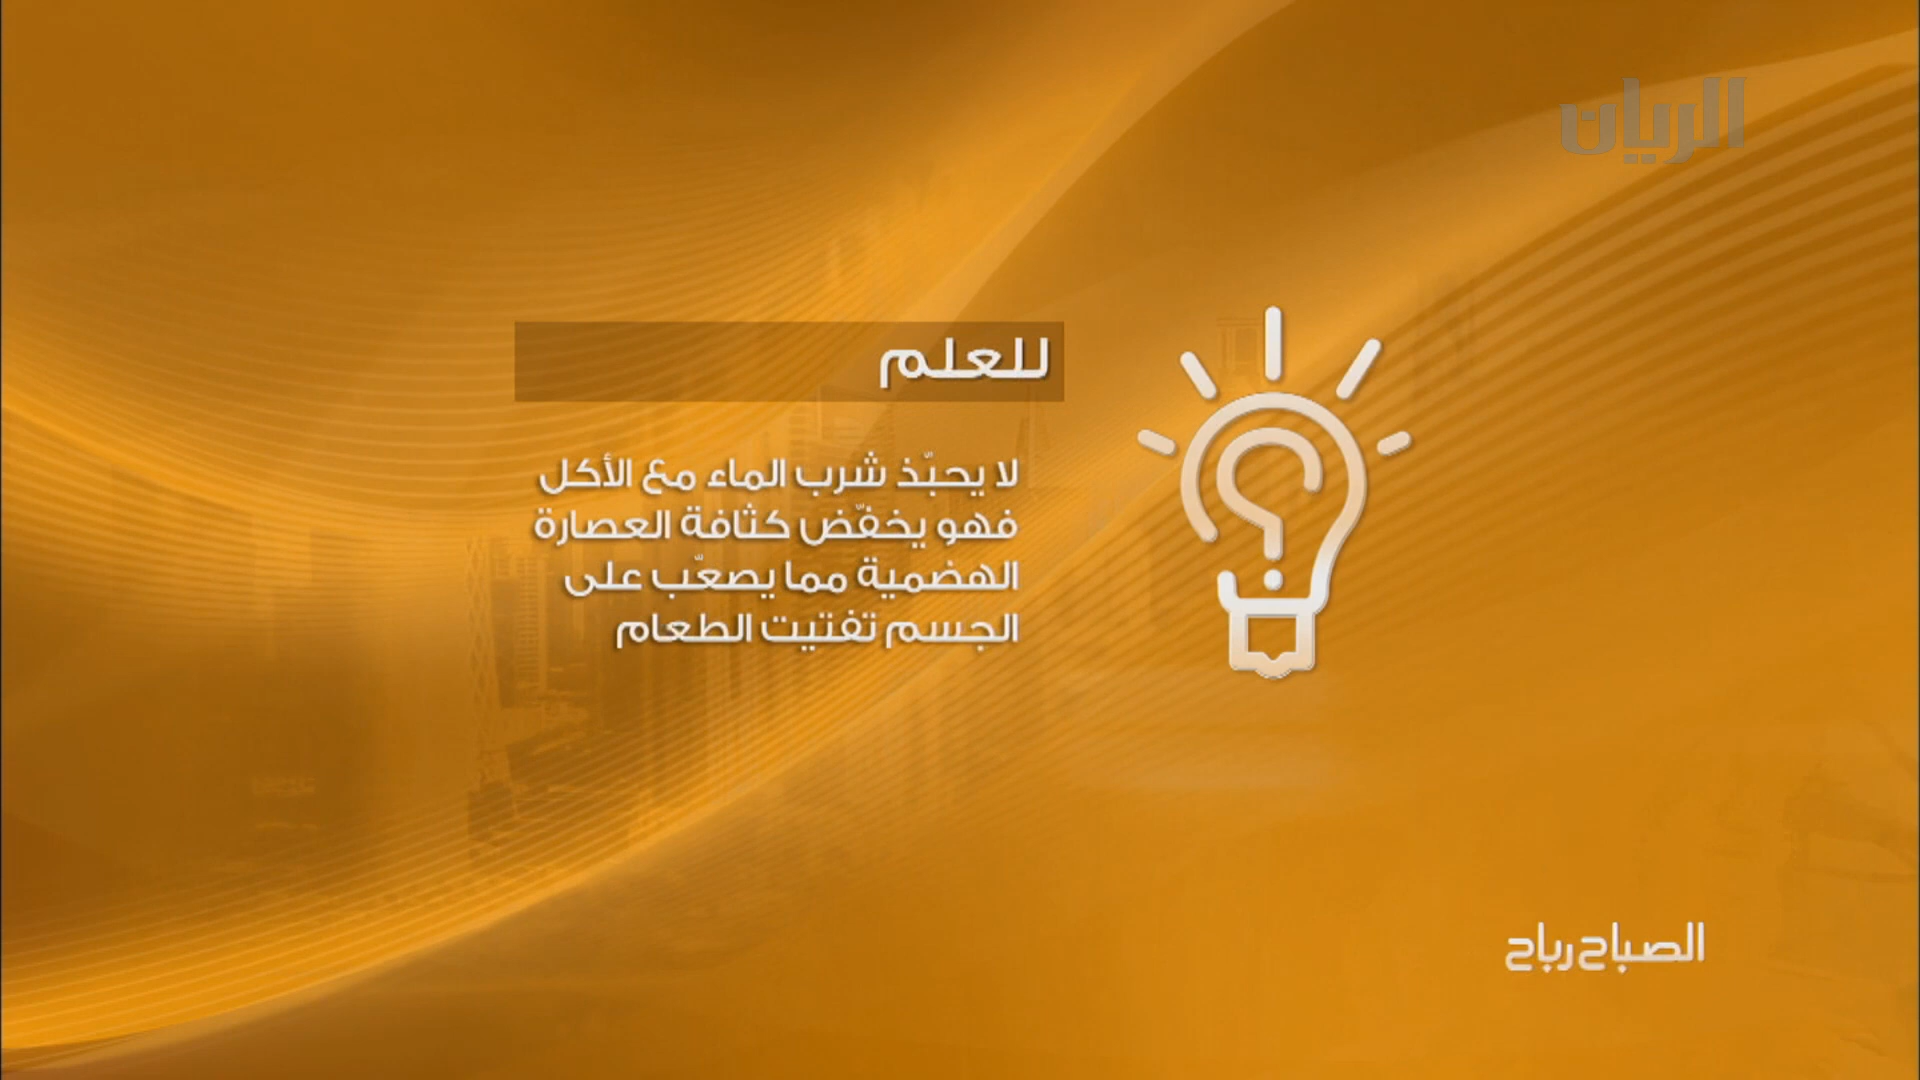 الريان
للعلم
لا يحبّذ شرب الماء مع الأكل
فهو يخفّض كثافة العصارة
الهضمية مما يصعّب على
الجسم تفتيت الطعام
الصباح رباح